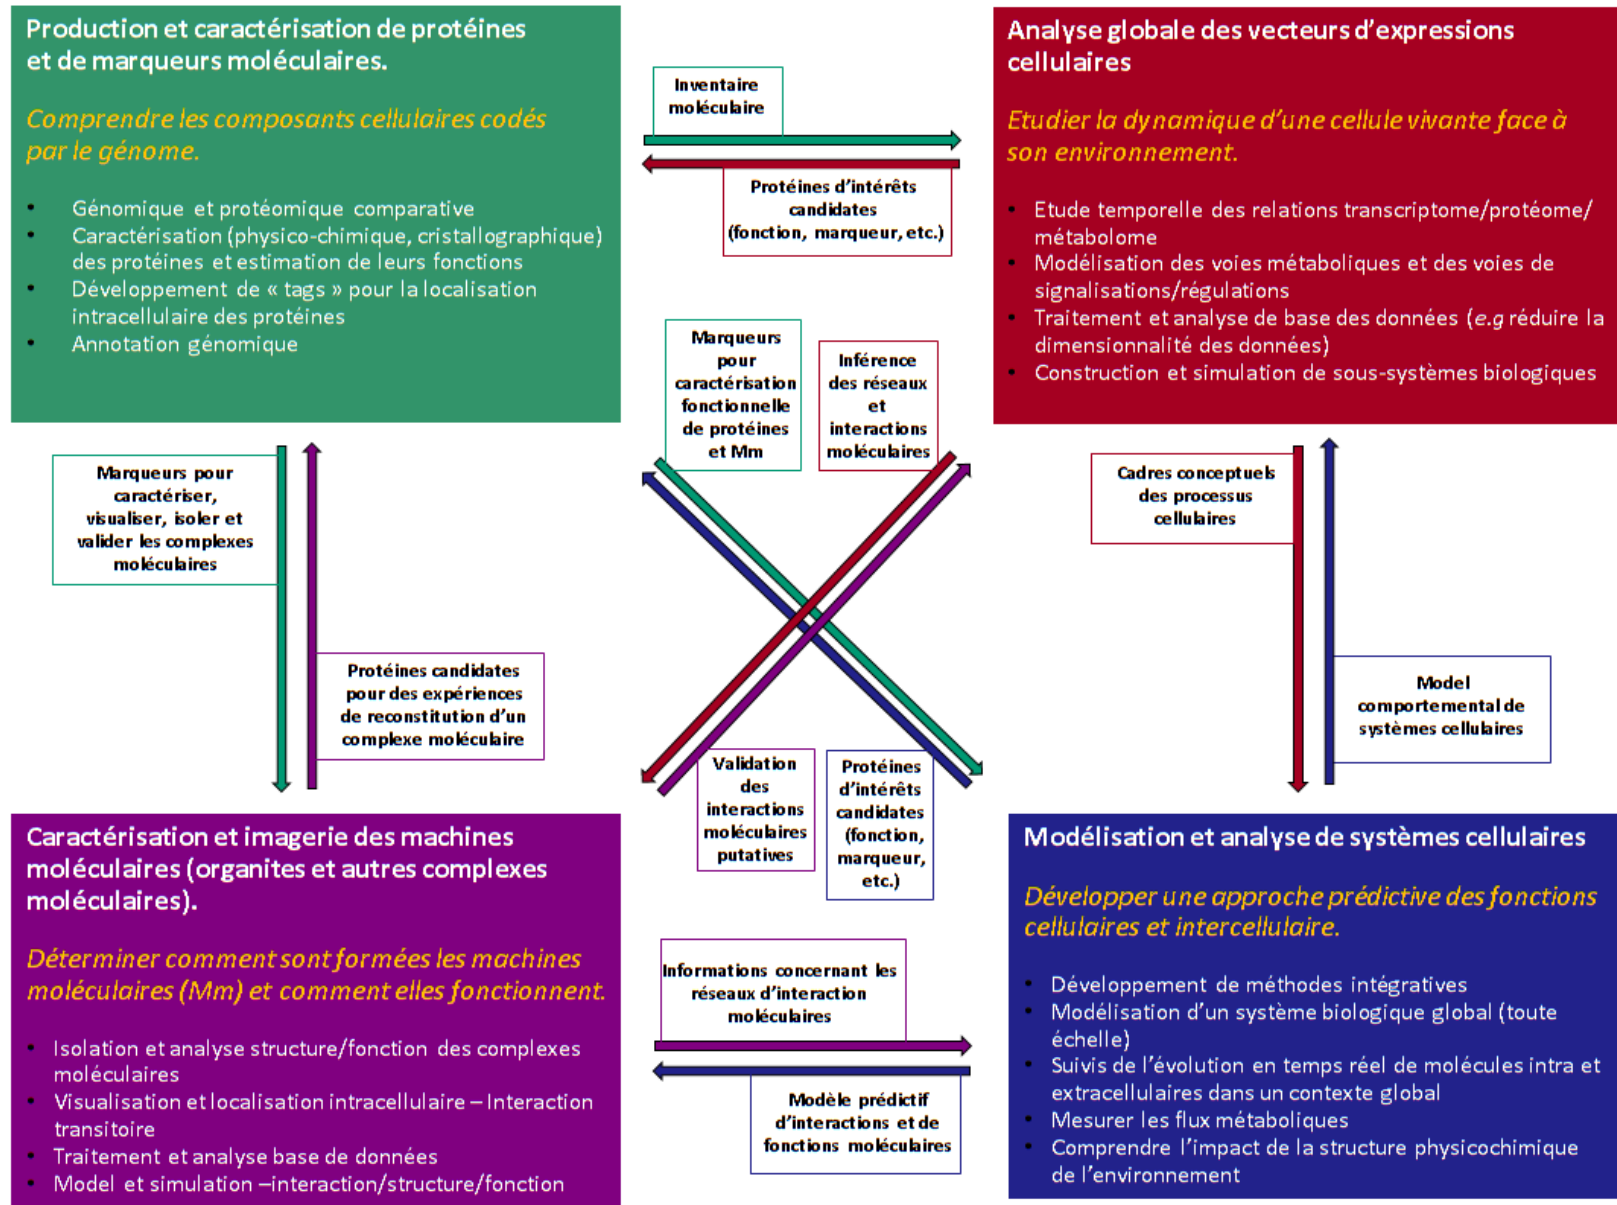 Production et caractérisation de protéines
et de marqueurs moléculaires.
Comprendre les composants cellulaires codés
par le génome.
• Génomique et protéomique comparative
• Caractérisation (physico-chimique, cristallographique)
des protéines et estimation de leurs fonctions
• Développement de « tags » pour la localisation
intracellulaire des protéines
• Annotation génomique
Inventaire
moléculaire
Protéines d'intérêts
candidates
(fonction, marqueur, etc.)
Analyse globale des vecteurs d'expressions
cellulaires
Etudier la dynamique d'une cellule vivante face à
son environnement.
• Etude temporelle des relations transcriptome/protéome/
métabolome
• Modélisation des voies métaboliques et des voies de
signalisations/régulations
• Traitement et analyse de base des données (e.g réduire la
dimensionnalité des données)
• Construction et simulation de sous-systèmes biologiques
Marqueurs pour
caractériser,
visualiser, isoler et
valider les complexes
moléculaires
Protéines candidates
pour des expériences
de reconstitution d'un
complexe moléculaire
Marqueurs
pour
caractérisation
fonctionnelle
de protéines
et Mm
Inférence
des réseaux
et
interactions
moléculaires
Validation
des
interactions
moléculaires
putatives
Protéines
d'intérêts
candidates
(fonction,
marqueur,
etc.)
Cadres conceptuels
des processus
cellulaires
Model
comportemental de
systèmes cellulaires
Caractérisation et imagerie des machines
moléculaires (organites et autres complexes
moléculaires).
Déterminer comment sont formées les machines
moléculaires (Mm) et comment elles fonctionnent.
• Isolation et analyse structure/fonction des complexes
moléculaires
• Visualisation et localisation intracellulaire – Interaction
transitoire
• Traitement et analyse base de données
• Model et simulation –interaction/structure/fonction
Informations concernant les
réseaux d'interaction
moléculaires
Modèle prédictif
d'interactions et de
fonctions moléculaires
Modélisation et analyse de systèmes cellulaires
Développer une approche prédictive des fonctions
cellulaires et intercellulaire.
• Développement de méthodes intégratives
• Modélisation d'un système biologique global (toute
échelle)
• Suivis de l'évolution en temps réel de molécules intra et
extracellulaires dans un contexte global
• Mesurer les flux métaboliques
• Comprendre l'impact de la structure physicochimique
de l'environnement